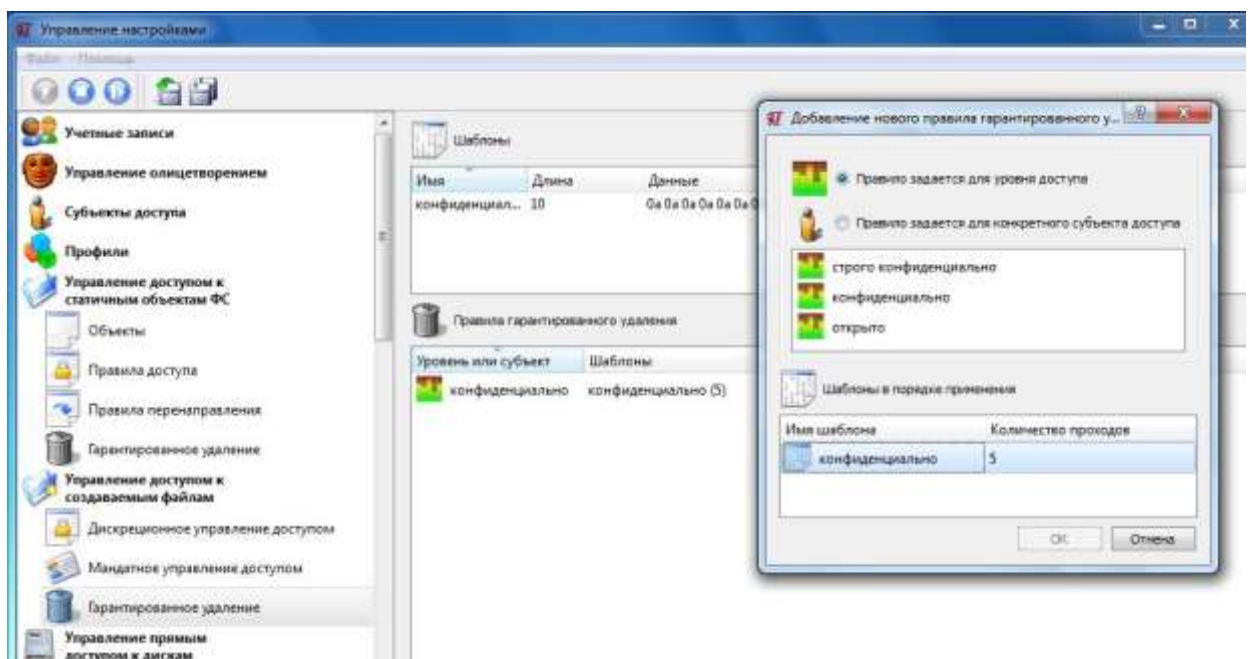 Управление настройками
Файл Помощь
Учетные записи
Управление олицетворением
Субъекты доступа
Профили
Управление доступом к
статичным объектам ФС
Объекты
Правила доступа
Правила перенаправления
Гарантированное удаление
Управление доступом к
создаваемым файлам
Дискреционное управление доступом
Мандатное управление доступом
Гарантированное удаление
Управление прямым
доступом к дискам
Шаблоны
Имя Длина Данные
конфиденциал... 10 0a 0a 0a 0a 0a
Правила гарантированного удаления
Уровень или субъект Шаблоны
конфиденциально конфиденциально (5)
Добавление нового правила гарантированного у...
Правило задается для уровня доступа
Правило задается для конкретного субъекта доступа
строго конфиденциально
конфиденциально
открыто
Шаблоны в порядке применения
Имя шаблона Количество проходов
конфиденциально 5
OK Отмена